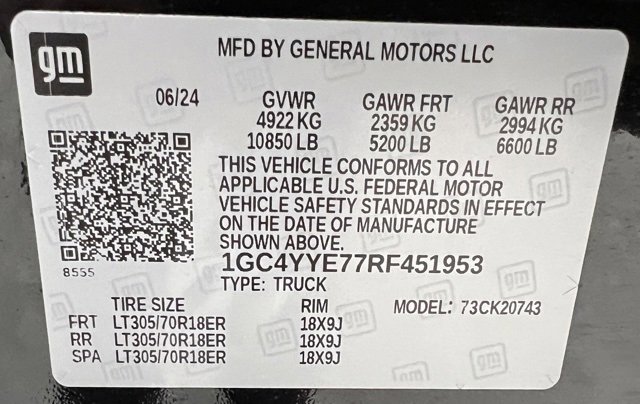 gm
MFD BY GENERAL MOTORS LLC
06/24 GVWR GAWR FRT GAWR RR
4922 KG 2359 KG 2994 KG
10850 LB 5200 LB 6600 LB
THIS VEHICLE CONFORMS TO ALL
APPLICABLE U.S. FEDERAL MOTOR
VEHICLE SAFETY STANDARDS IN EFFECT
ON THE DATE OF MANUFACTURE
SHOWN ABOVE.
8555
1GC4YYE77RF451953
TYPE: TRUCK
TIRE SIZE RIM MODEL: 73CK20743
FRT LT305/70R18ER 18X9J
RR LT305/70R18ER 18X9J
SPA LT305/70R18ER 18X9J